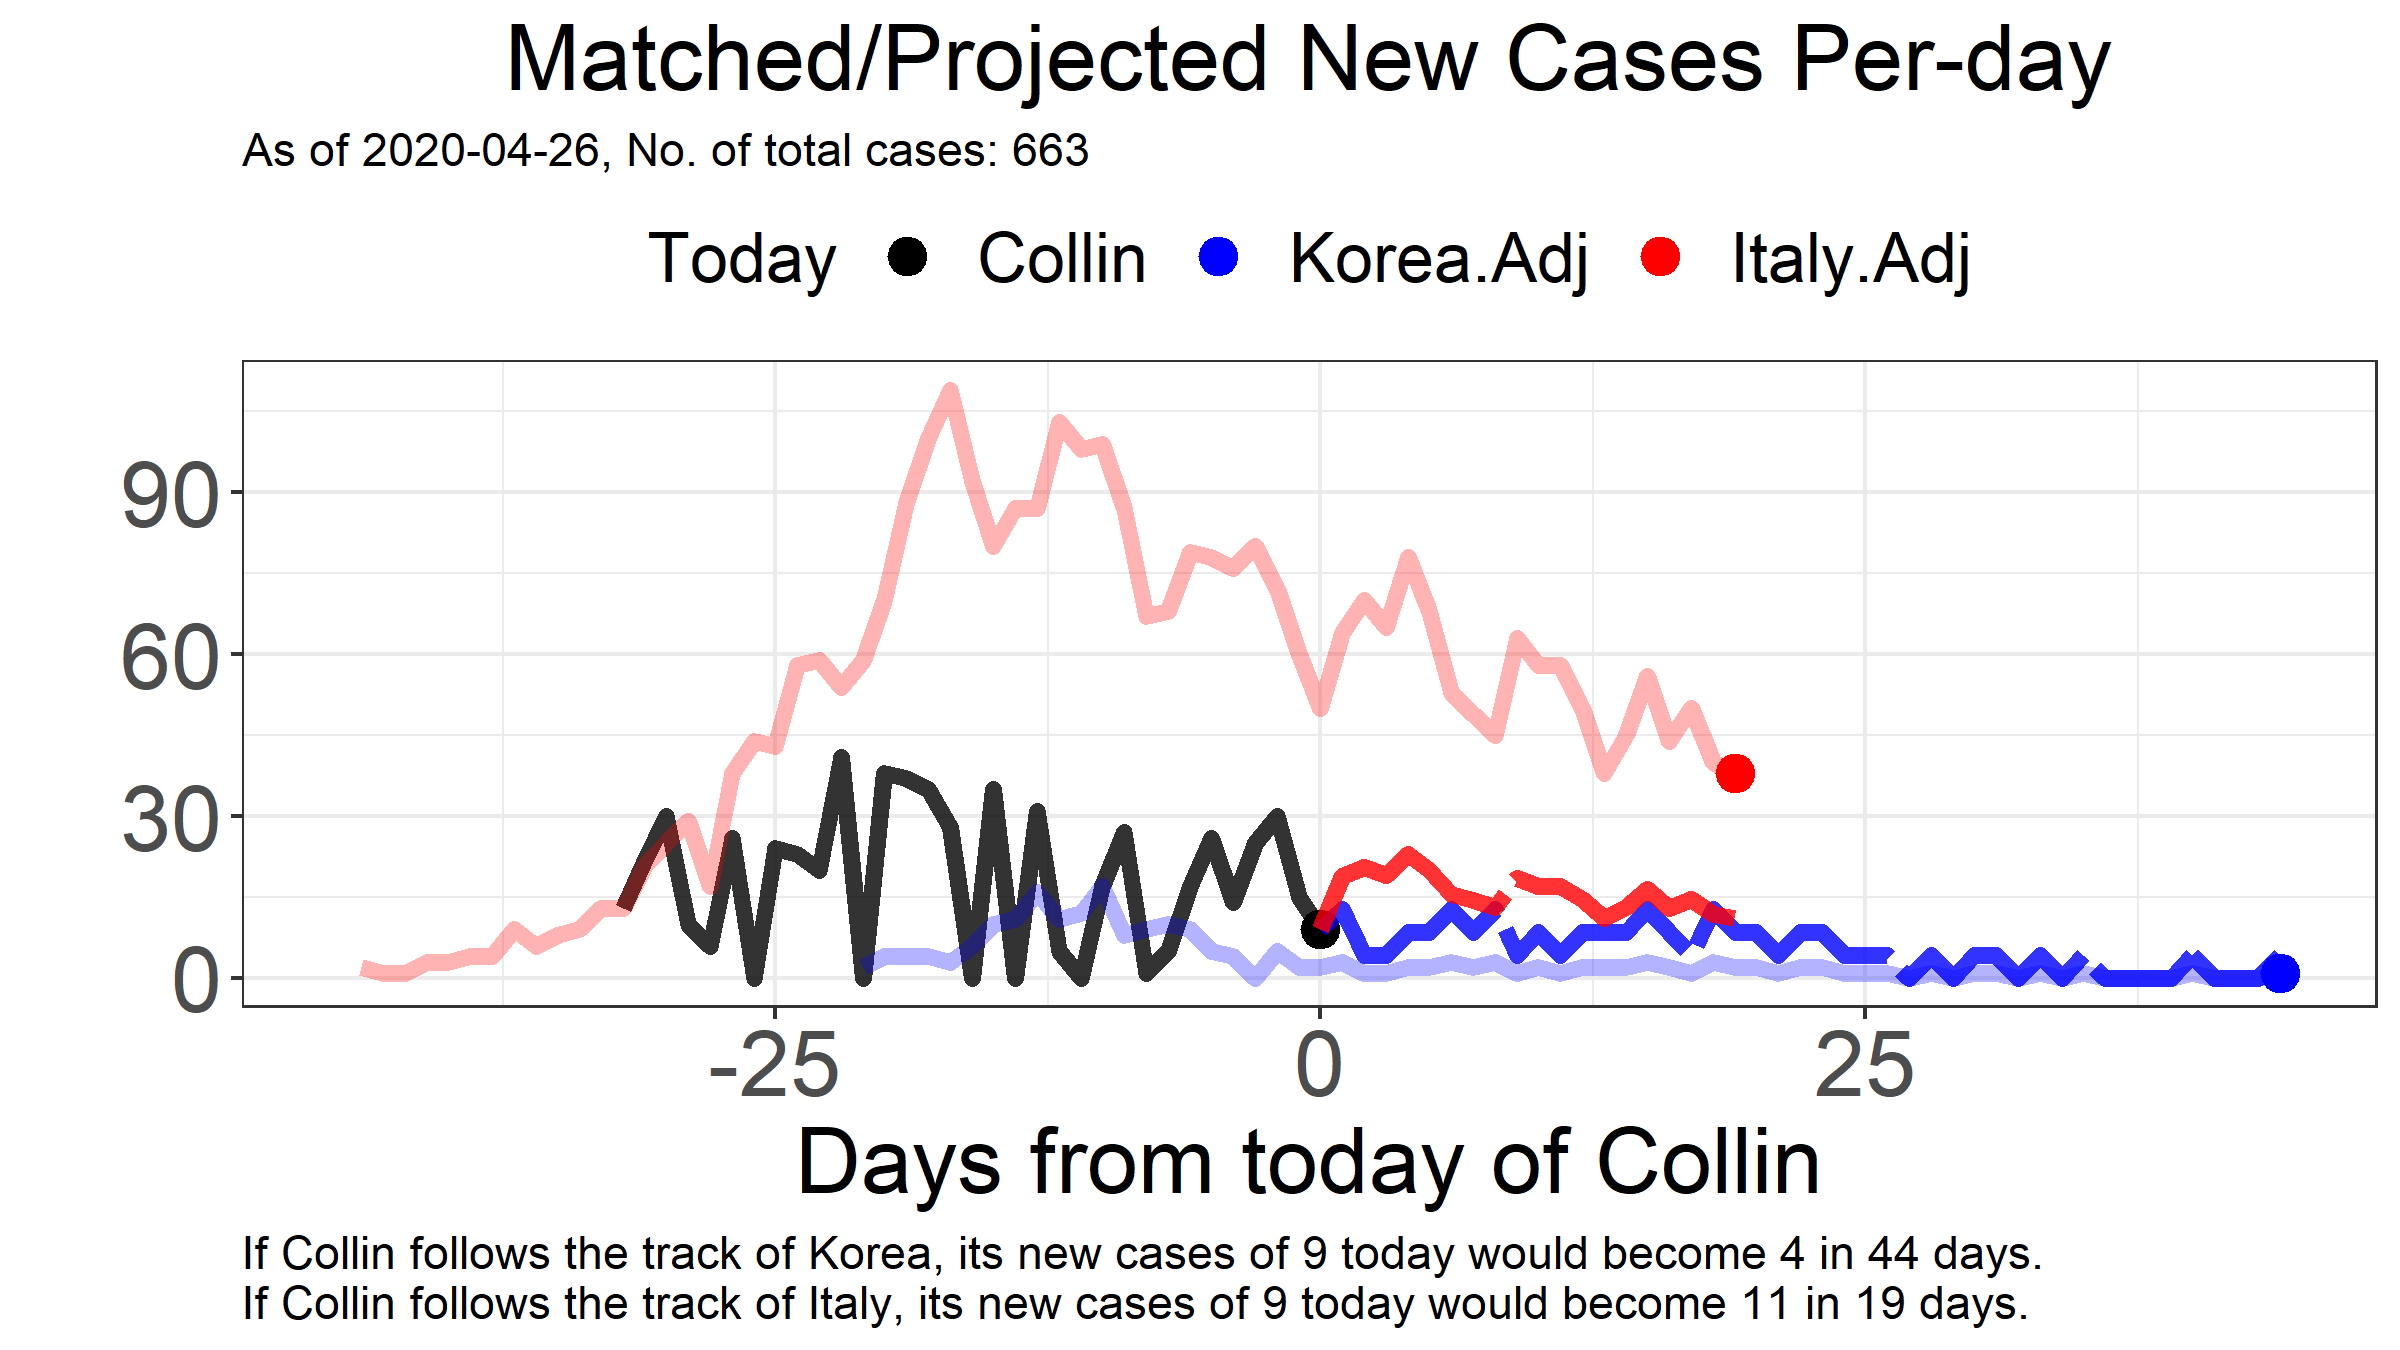 Matched/Projected New Cases Per-day
As of 2020-04-26, No. of total cases: 663
Today Collin Korea.Adj Italy.Adj
90
60
30
0
-25 0 25
Days from today of Collin
If Collin follows the track of Korea, its new cases of 9 today would become 4 in 44 days.
If Collin follows the track of Italy, its new cases of 9 today would become 11 in 19 days.